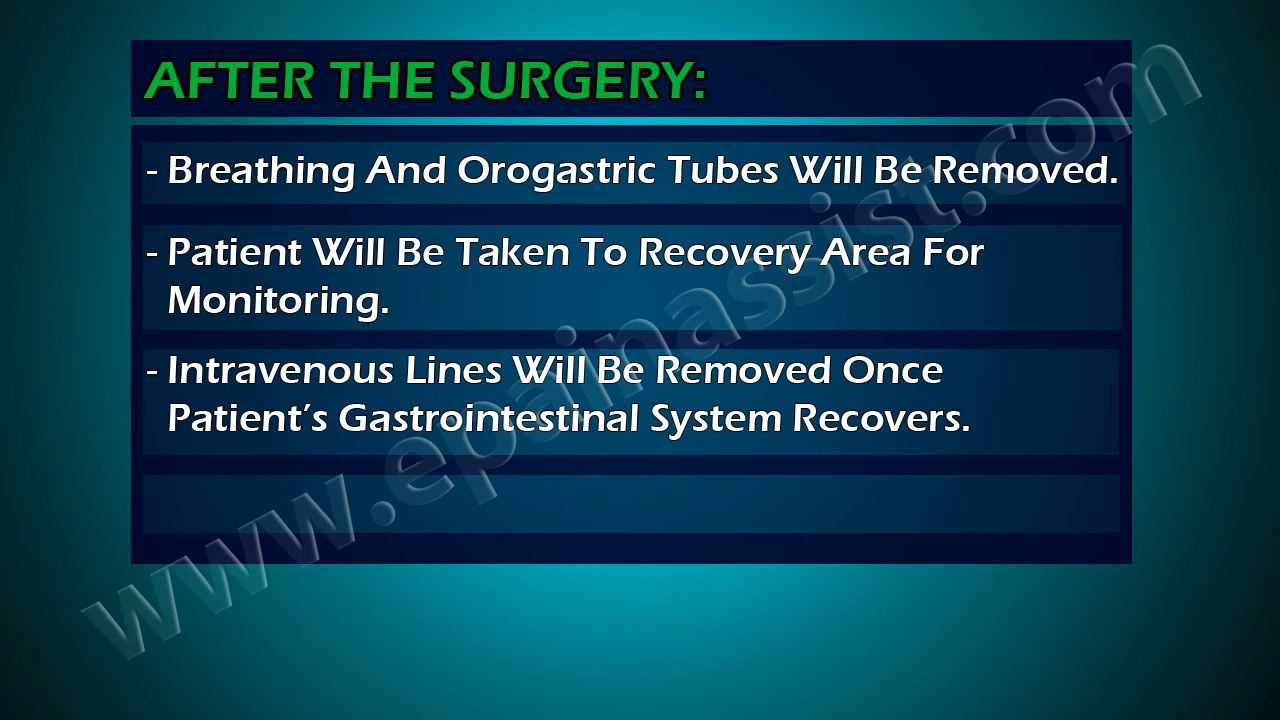 AFTER THE SURGERY:
- Breathing And Orogastric Tubes Will Be Removed.
- Patient Will Be Taken To Recovery Area For
Monitoring.
- Intravenous Lines Will Be Removed Once
Patient’s Gastrointestinal System Recovers.
www.epainassist.com